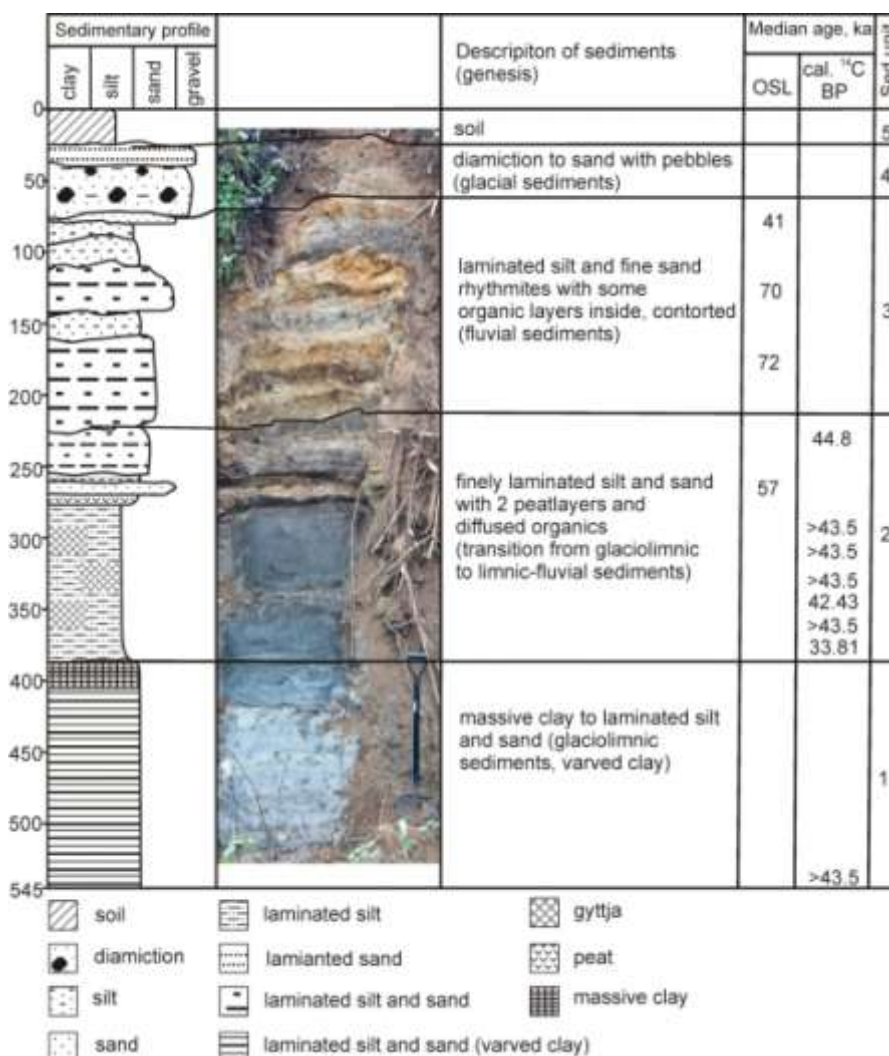 Sedimentary profile
clay
silt
sand
gravel
Descripiton of sediments
(genesis)
Median age, ka
OSL
cal. ¹⁴C
BP
Sed unit
0
soil
5
diamiction to sand with pebbles
(glacial sediments)
4
50
41
100
laminated silt and fine sand
rhythmites with some
organic layers inside, contorted
(fluvial sediments)
70
3
150
72
200
44.8
250
finely laminated silt and sand
with 2 peatlayers and
diffused organics
(transition from glaciolimnic
to limnic-fluvial sediments)
57
2
300
>43.5
>43.5
>43.5
350
42.43
>43.5
33.81
400
massive clay to laminated silt
and sand (glaciolimnic
sediments, varved clay)
450
1
500
>43.5
545
soil
laminated silt
gyttja
diamiction
lamianted sand
peat
silt
laminated silt and sand
massive clay
sand
laminated silt and sand (varved clay)